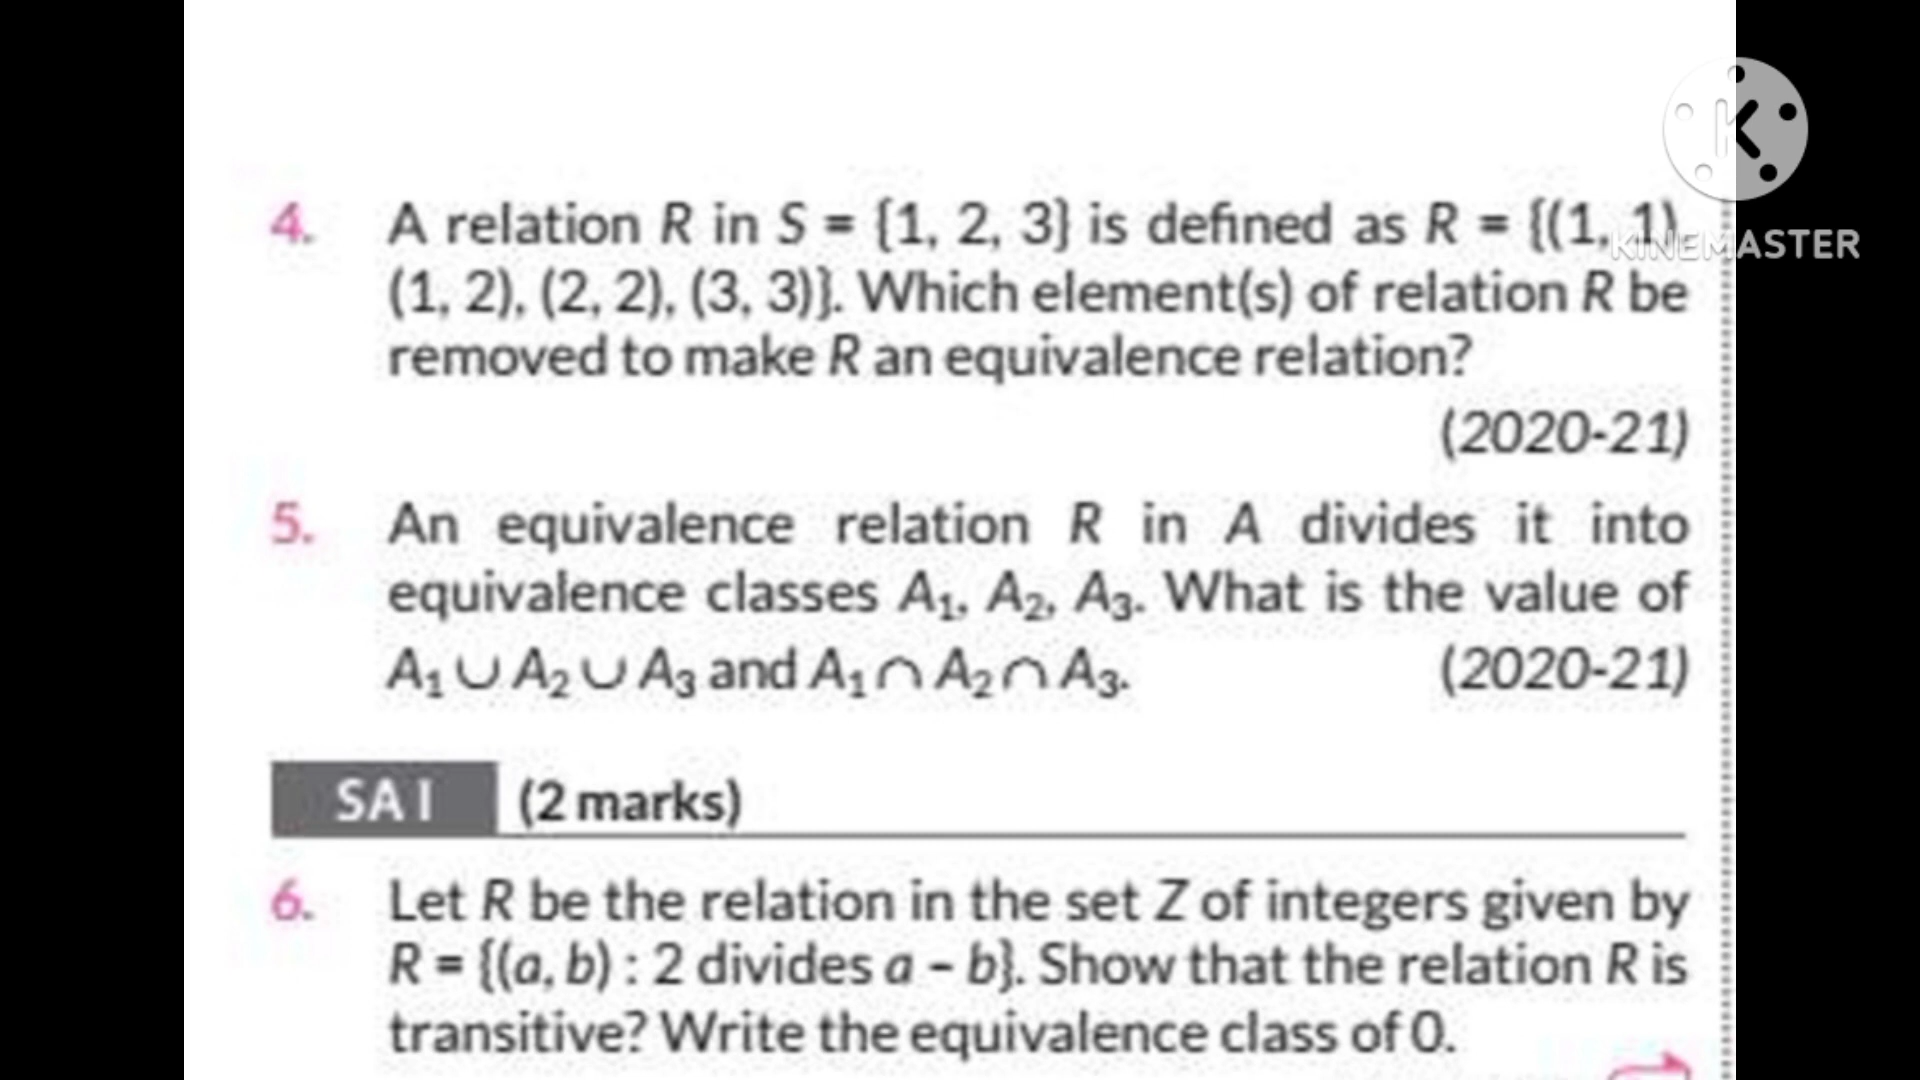 4. A relation R in S = {1, 2, 3} is defined as R = {(1, 1),
(1, 2), (2, 2), (3, 3)}. Which element(s) of relation R be
removed to make R an equivalence relation?
(2020-21)
5. An equivalence relation R in A divides it into
equivalence classes A₁, A₂, A₃. What is the value of
A₁ ∪ A₂ ∪ A₃ and A₁ ∩ A₂ ∩ A₃. (2020-21)
SA I (2 marks)
6. Let R be the relation in the set Z of integers given by
R = {(a, b) : 2 divides a – b}. Show that the relation R is
transitive? Write the equivalence class of 0.
K
KINEMASTER